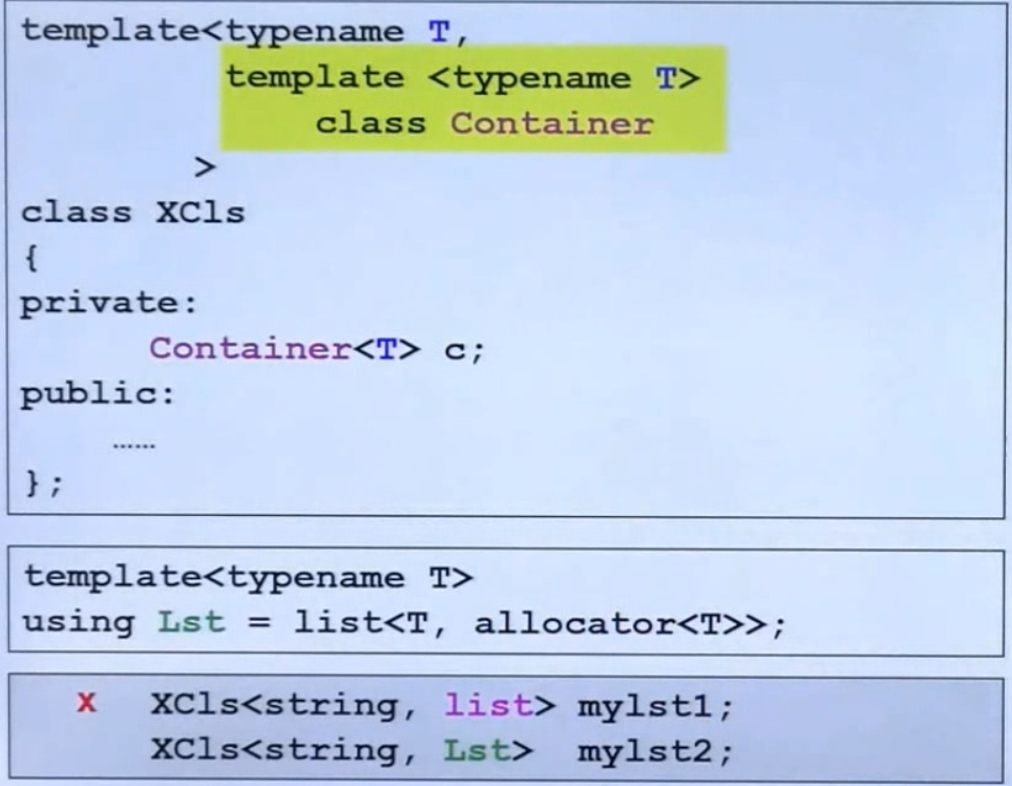 template<typename T,
template <typename T>
class Container
>
class XCls
{
private:
Container<T> c;
public:
......
};
template<typename T>
using Lst = list<T, allocator<T>>;
X XCls<string, list> mylst1;
XCls<string, Lst> mylst2;